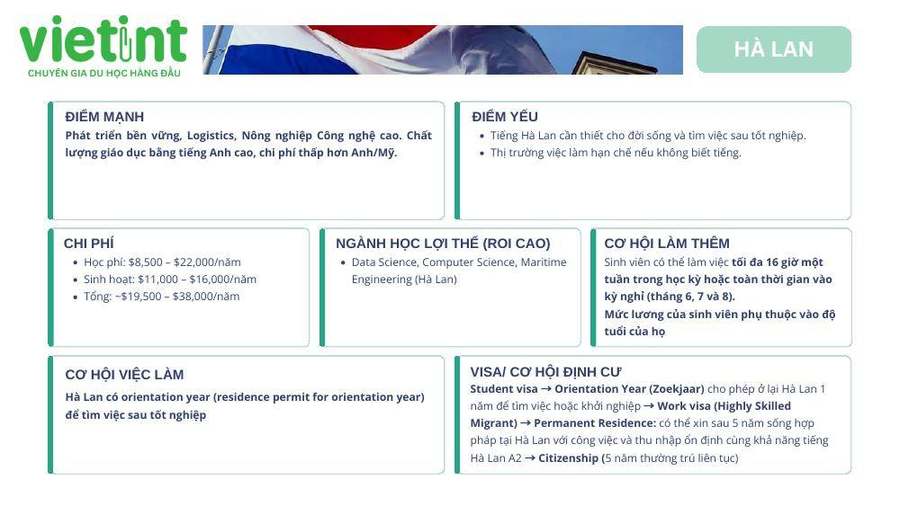 vietint
CHUYÊN GIA DU HỌC HÀNG ĐẦU
HÀ LAN
ĐIỂM MẠNH
Phát triển bền vững, Logistics, Nông nghiệp Công nghệ cao. Chất
lượng giáo dục bằng tiếng Anh cao, chi phí thấp hơn Anh/Mỹ.
ĐIỂM YẾU
• Tiếng Hà Lan cần thiết cho đời sống và tìm việc sau tốt nghiệp.
• Thị trường việc làm hạn chế nếu không biết tiếng.
CHI PHÍ
• Học phí: $8,500 – $22,000/năm
• Sinh hoạt: $11,000 – $16,000/năm
• Tổng: ~$19,500 – $38,000/năm
NGÀNH HỌC LỢI THẾ (ROI CAO)
• Data Science, Computer Science, Maritime
Engineering (Hà Lan)
CƠ HỘI LÀM THÊM
Sinh viên có thể làm việc tối đa 16 giờ một
tuần trong học kỳ hoặc toàn thời gian vào
kỳ nghỉ (tháng 6, 7 và 8).
Mức lương của sinh viên phụ thuộc vào độ
tuổi của họ
CƠ HỘI VIỆC LÀM
Hà Lan có orientation year (residence permit for orientation year)
để tìm việc sau tốt nghiệp
VISA/ CƠ HỘI ĐỊNH CƯ
Student visa → Orientation Year (Zoekjaar) cho phép ở lại Hà Lan 1
năm để tìm việc hoặc khởi nghiệp → Work visa (Highly Skilled
Migrant) → Permanent Residence: có thể xin sau 5 năm sống hợp
pháp tại Hà Lan với công việc và thu nhập ổn định cùng khả năng tiếng
Hà Lan A2 → Citizenship (5 năm thường trú liên tục)